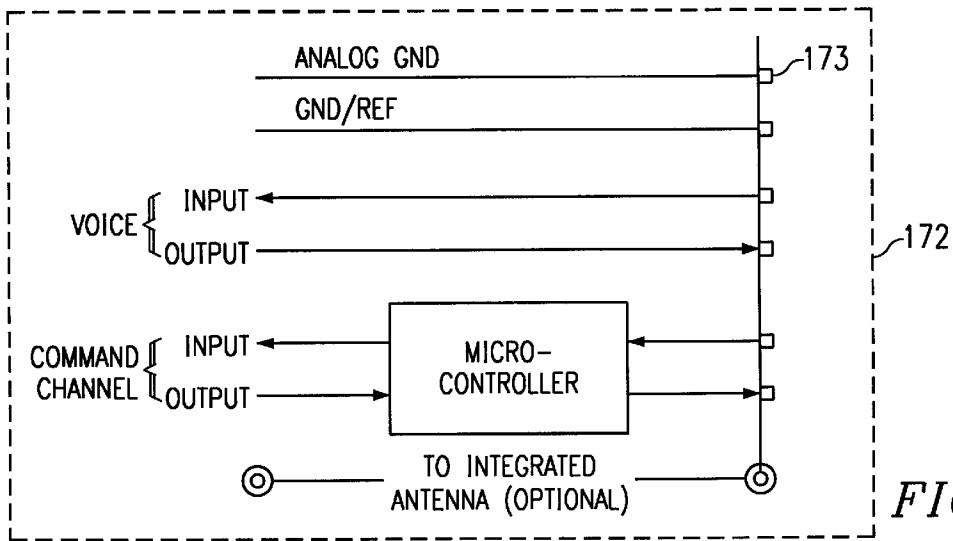 ANALOG GND
173
GND/REF
VOICE
INPUT
OUTPUT
172
COMMAND
CHANNEL
INPUT
OUTPUT
MICRO-
CONTROLLER
TO INTEGRATED
ANTENNA (OPTIONAL)